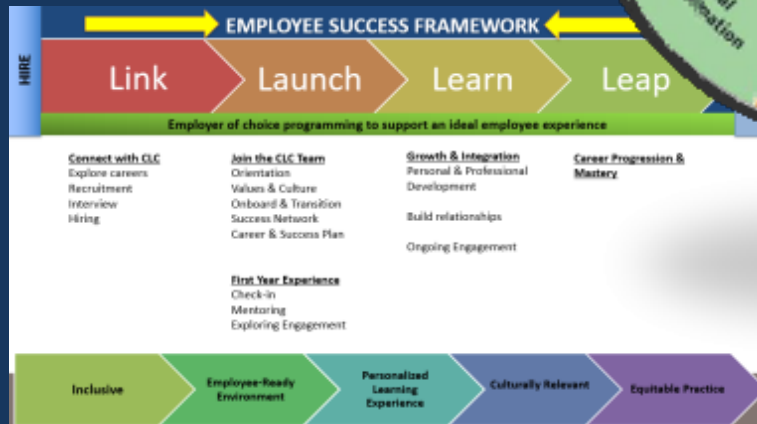 EMPLOYEE SUCCESS FRAMEWORK
HIRE
Link
Launch
Learn
Leap
Employer of choice programming to support an ideal employee experience
Connect with CLC
Explore careers
Recruitment
Interview
Hiring
Join the CLC Team
Orientation
Values & Culture
Onboard & Transition
Success Network
Career & Success Plan
First Year Experience
Check-in
Mentoring
Exploring Engagement
Growth & Integration
Personal & Professional
Development
Build relationships
Ongoing Engagement
Career Progression &
Mastery
Inclusive
Employee-Ready
Environment
Personalized
Learning
Experience
Culturally Relevant
Equitable Practice